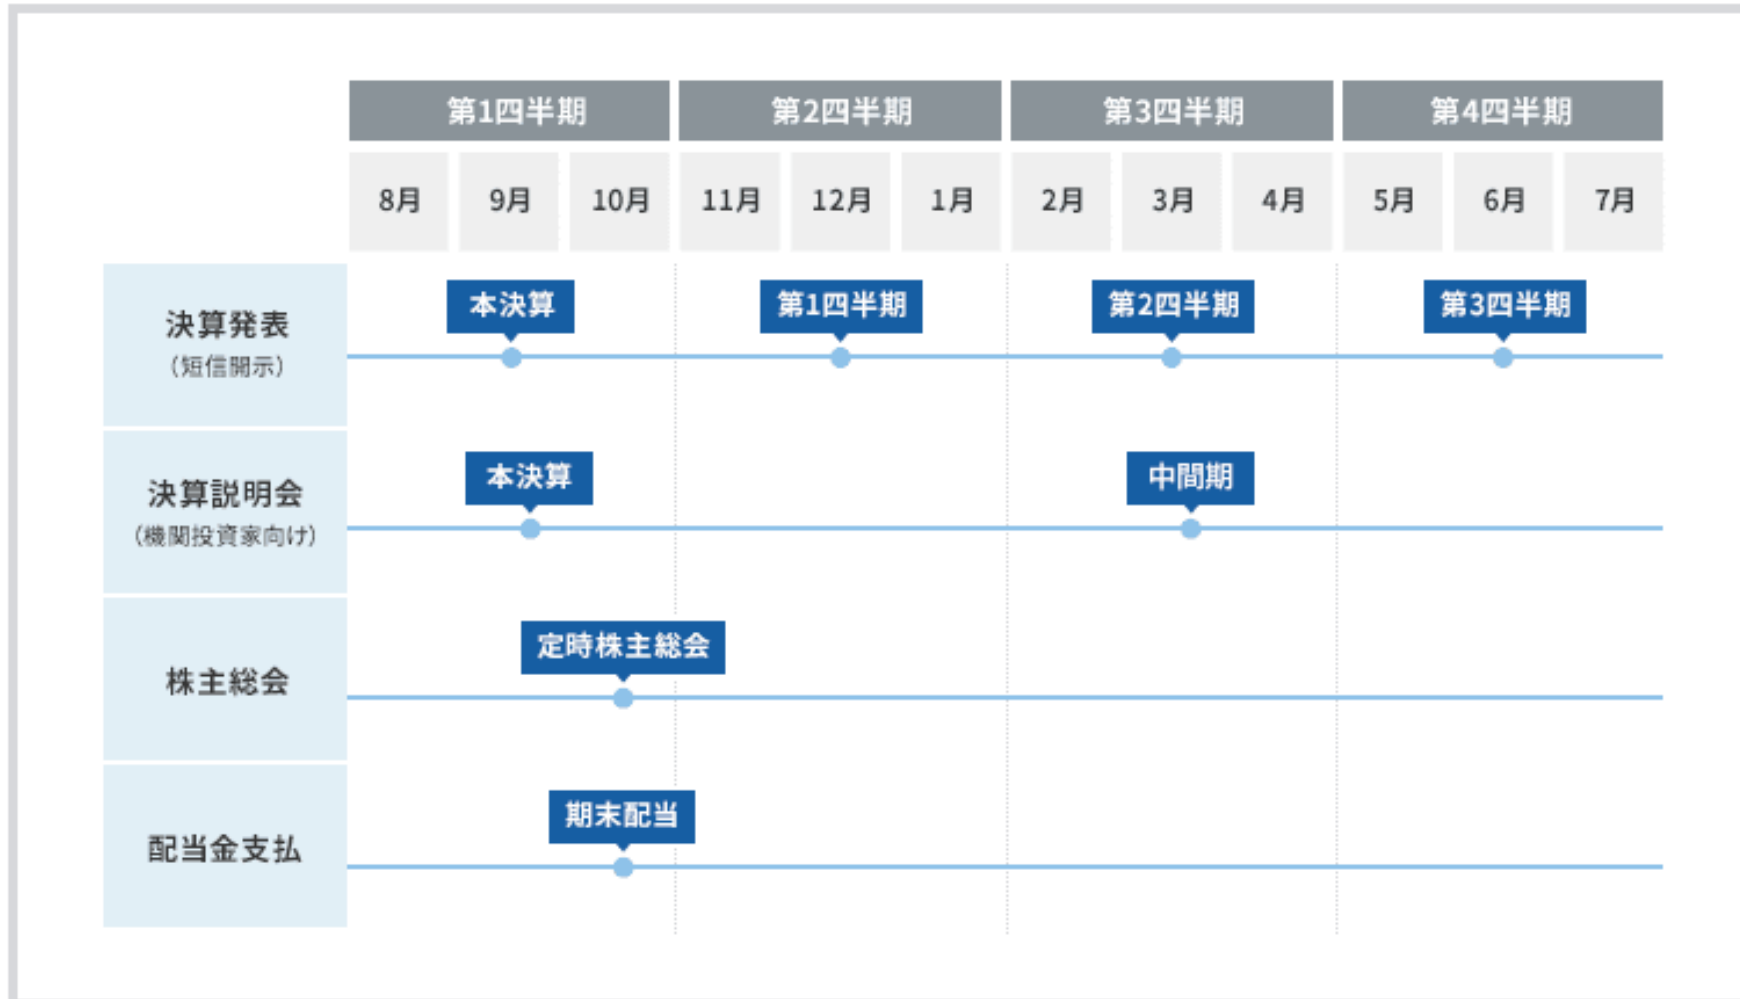 第1四半期 第2四半期 第3四半期 第4四半期
8月 9月 10月 11月 12月 1月 2月 3月 4月 5月 6月 7月
決算発表
（短信開示）
本決算 第1四半期 第2四半期 第3四半期
決算説明会
（機関投資家向け）
本決算 中間期
株主総会
定時株主総会
配当金支払
期末配当